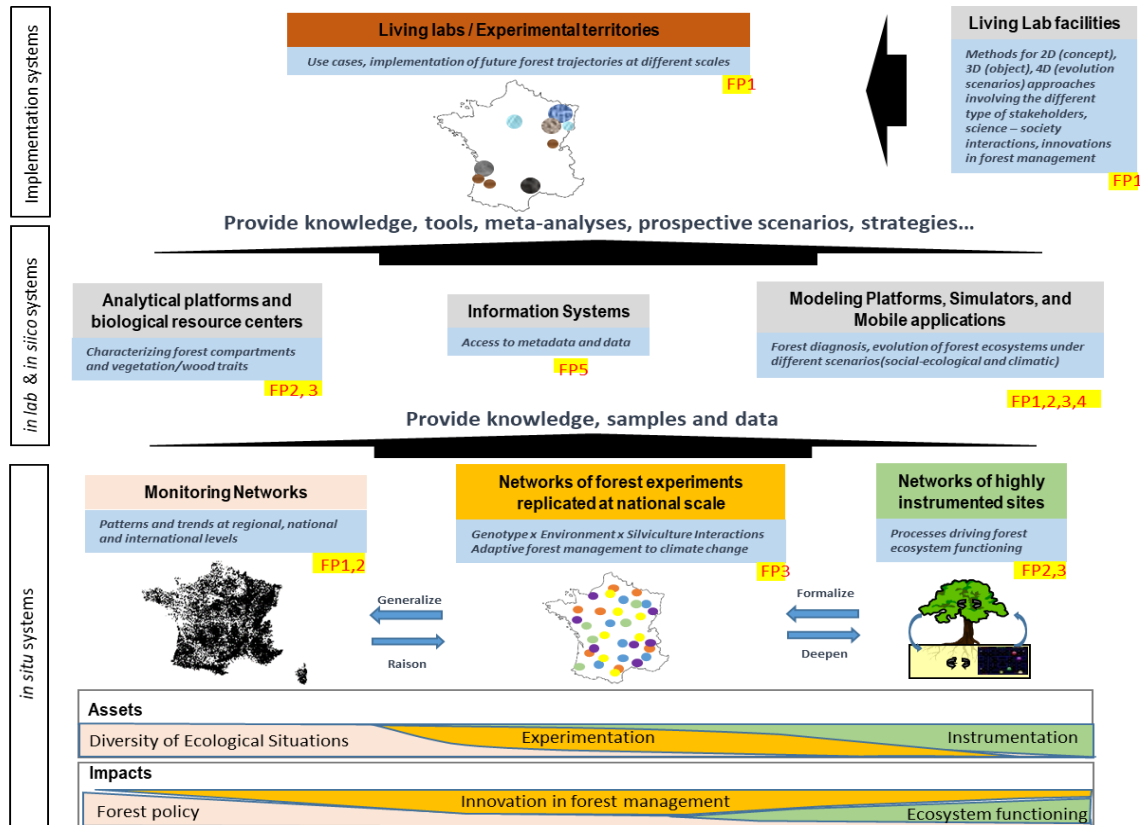 Implementation systems
Living labs / Experimental territories
Use cases, implementation of future forest trajectories at different scales
FP1
Living Lab facilities
Methods for 2D (concept),
3D (object), 4D (evolution
scenarios) approaches
involving the different
type of stakeholders,
science – society
interactions, innovations
in forest management
FP1
Provide knowledge, tools, meta-analyses, prospective scenarios, strategies…
in lab & in siico systems
Analytical platforms and
biological resource centers
Characterizing forest compartments
and vegetation/wood traits
FP2, 3
Information Systems
Access to metadata and data
FP5
Modeling Platforms, Simulators, and
Mobile applications
Forest diagnosis, evolution of forest ecosystems under
different scenarios(social-ecological and climatic)
FP1,2,3,4
Provide knowledge, samples and data
in situ systems
Monitoring Networks
Patterns and trends at regional, national
and international levels
FP1,2
Networks of forest experiments
replicated at national scale
Genotype x Environment x Silviculture Interactions
Adaptive forest management to climate change
FP3
Networks of highly
instrumented sites
Processes driving forest
ecosystem functioning
FP2,3
Generalize
Raison
Formalize
Deepen
Assets
Diversity of Ecological Situations
Experimentation
Instrumentation
Impacts
Forest policy
Innovation in forest management
Ecosystem functioning